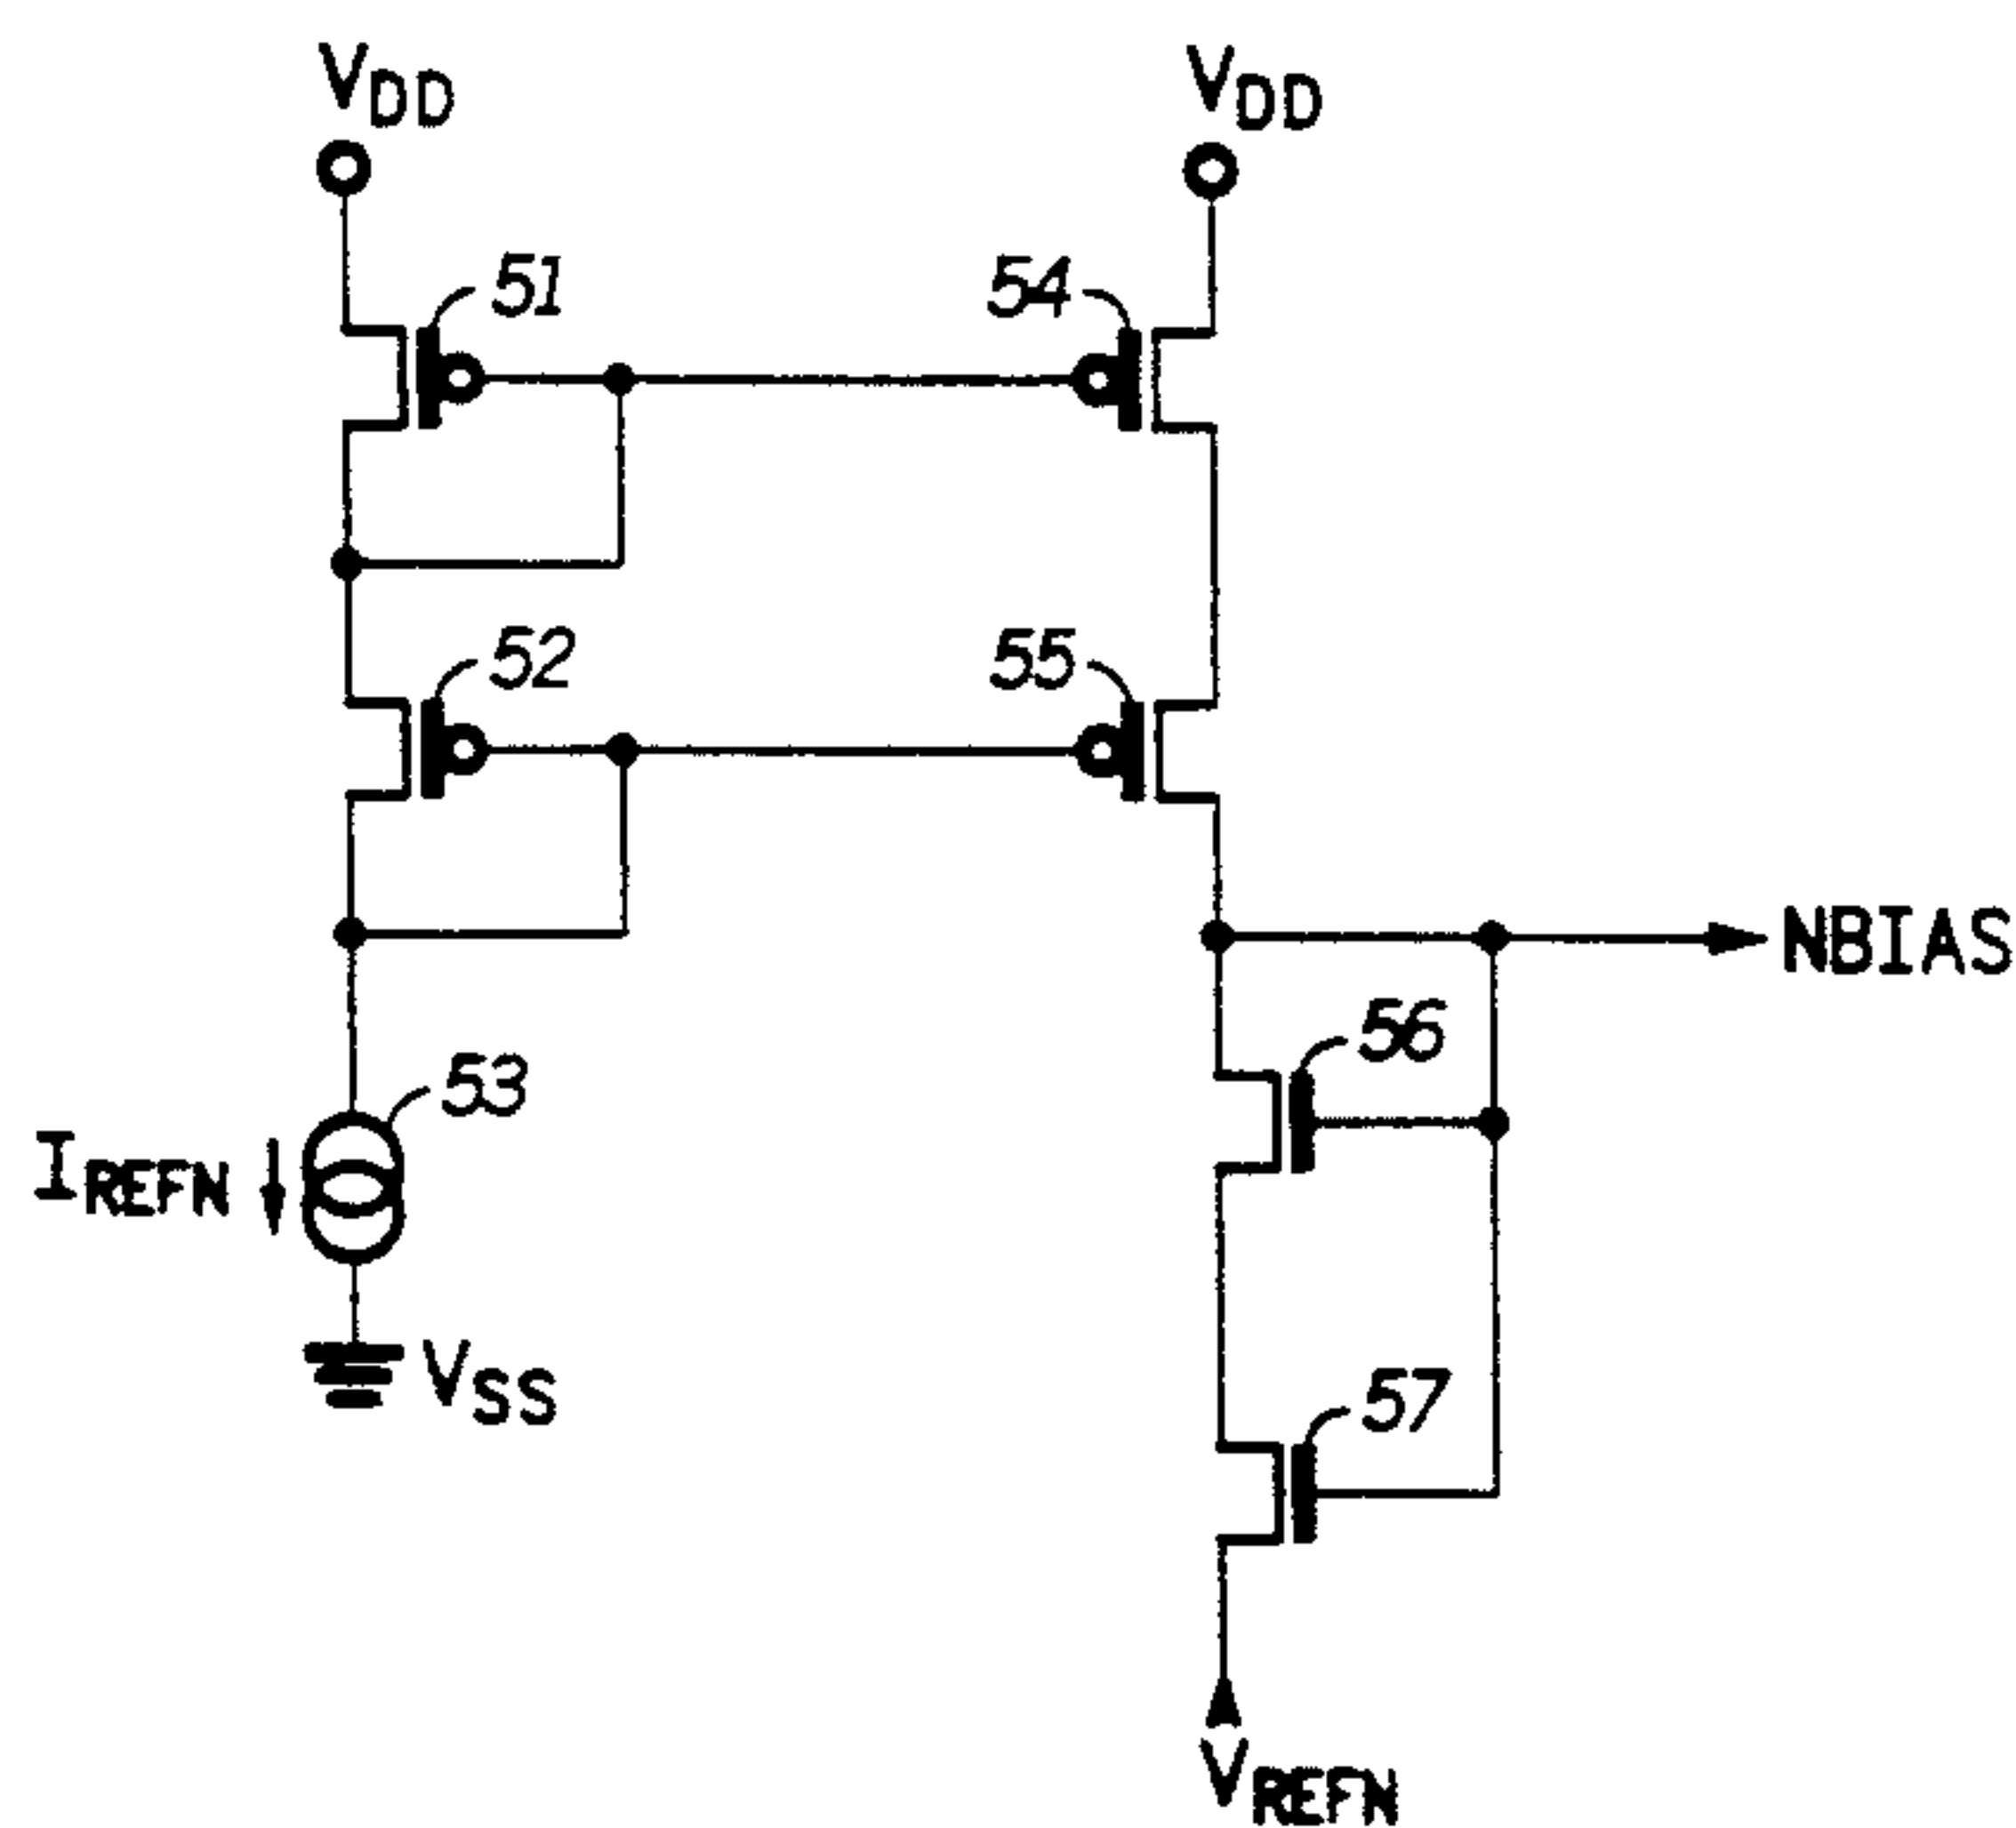 VDD VDD
51 54
52 55
NBIAS
56
53
IREFN
VSS
57
VREFN